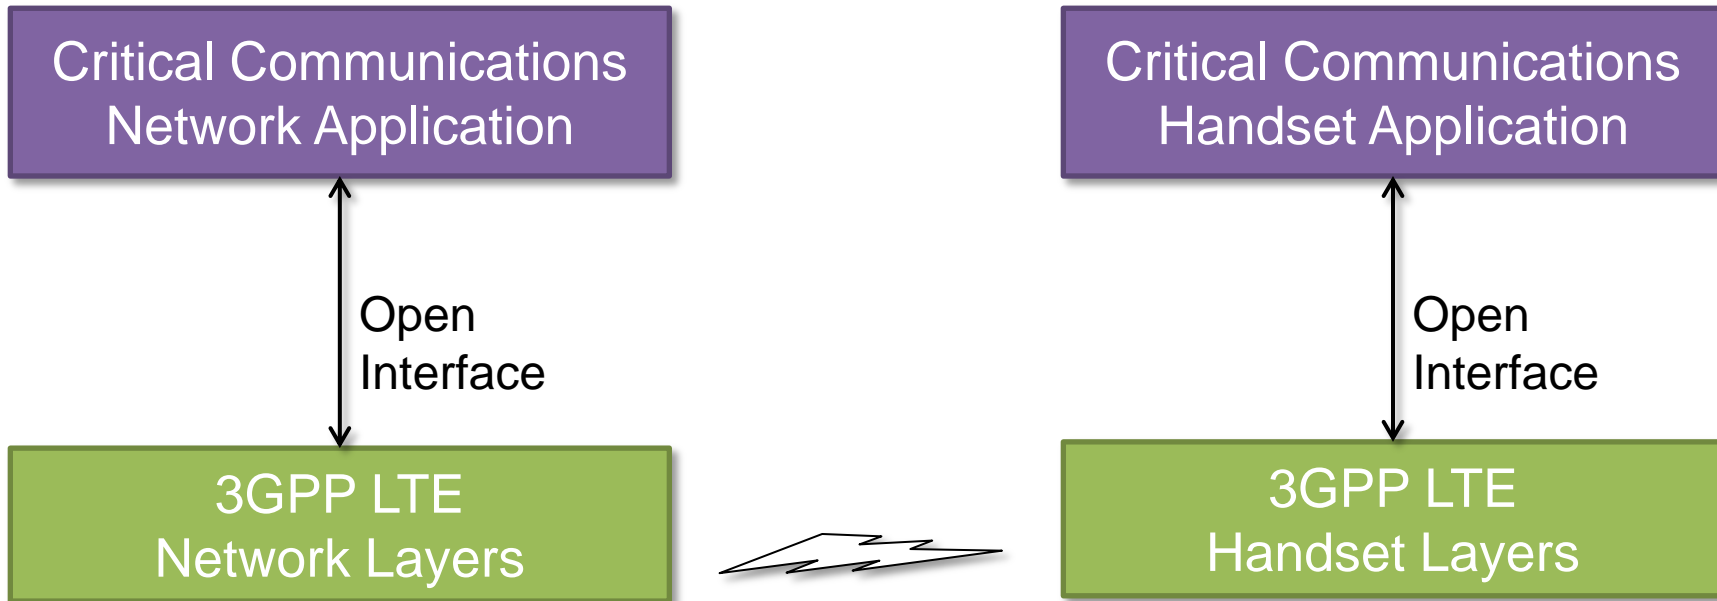 Critical Communications
Network Application
Critical Communications
Handset Application
Open
Interface
Open
Interface
3GPP LTE
Network Layers
3GPP LTE
Handset Layers